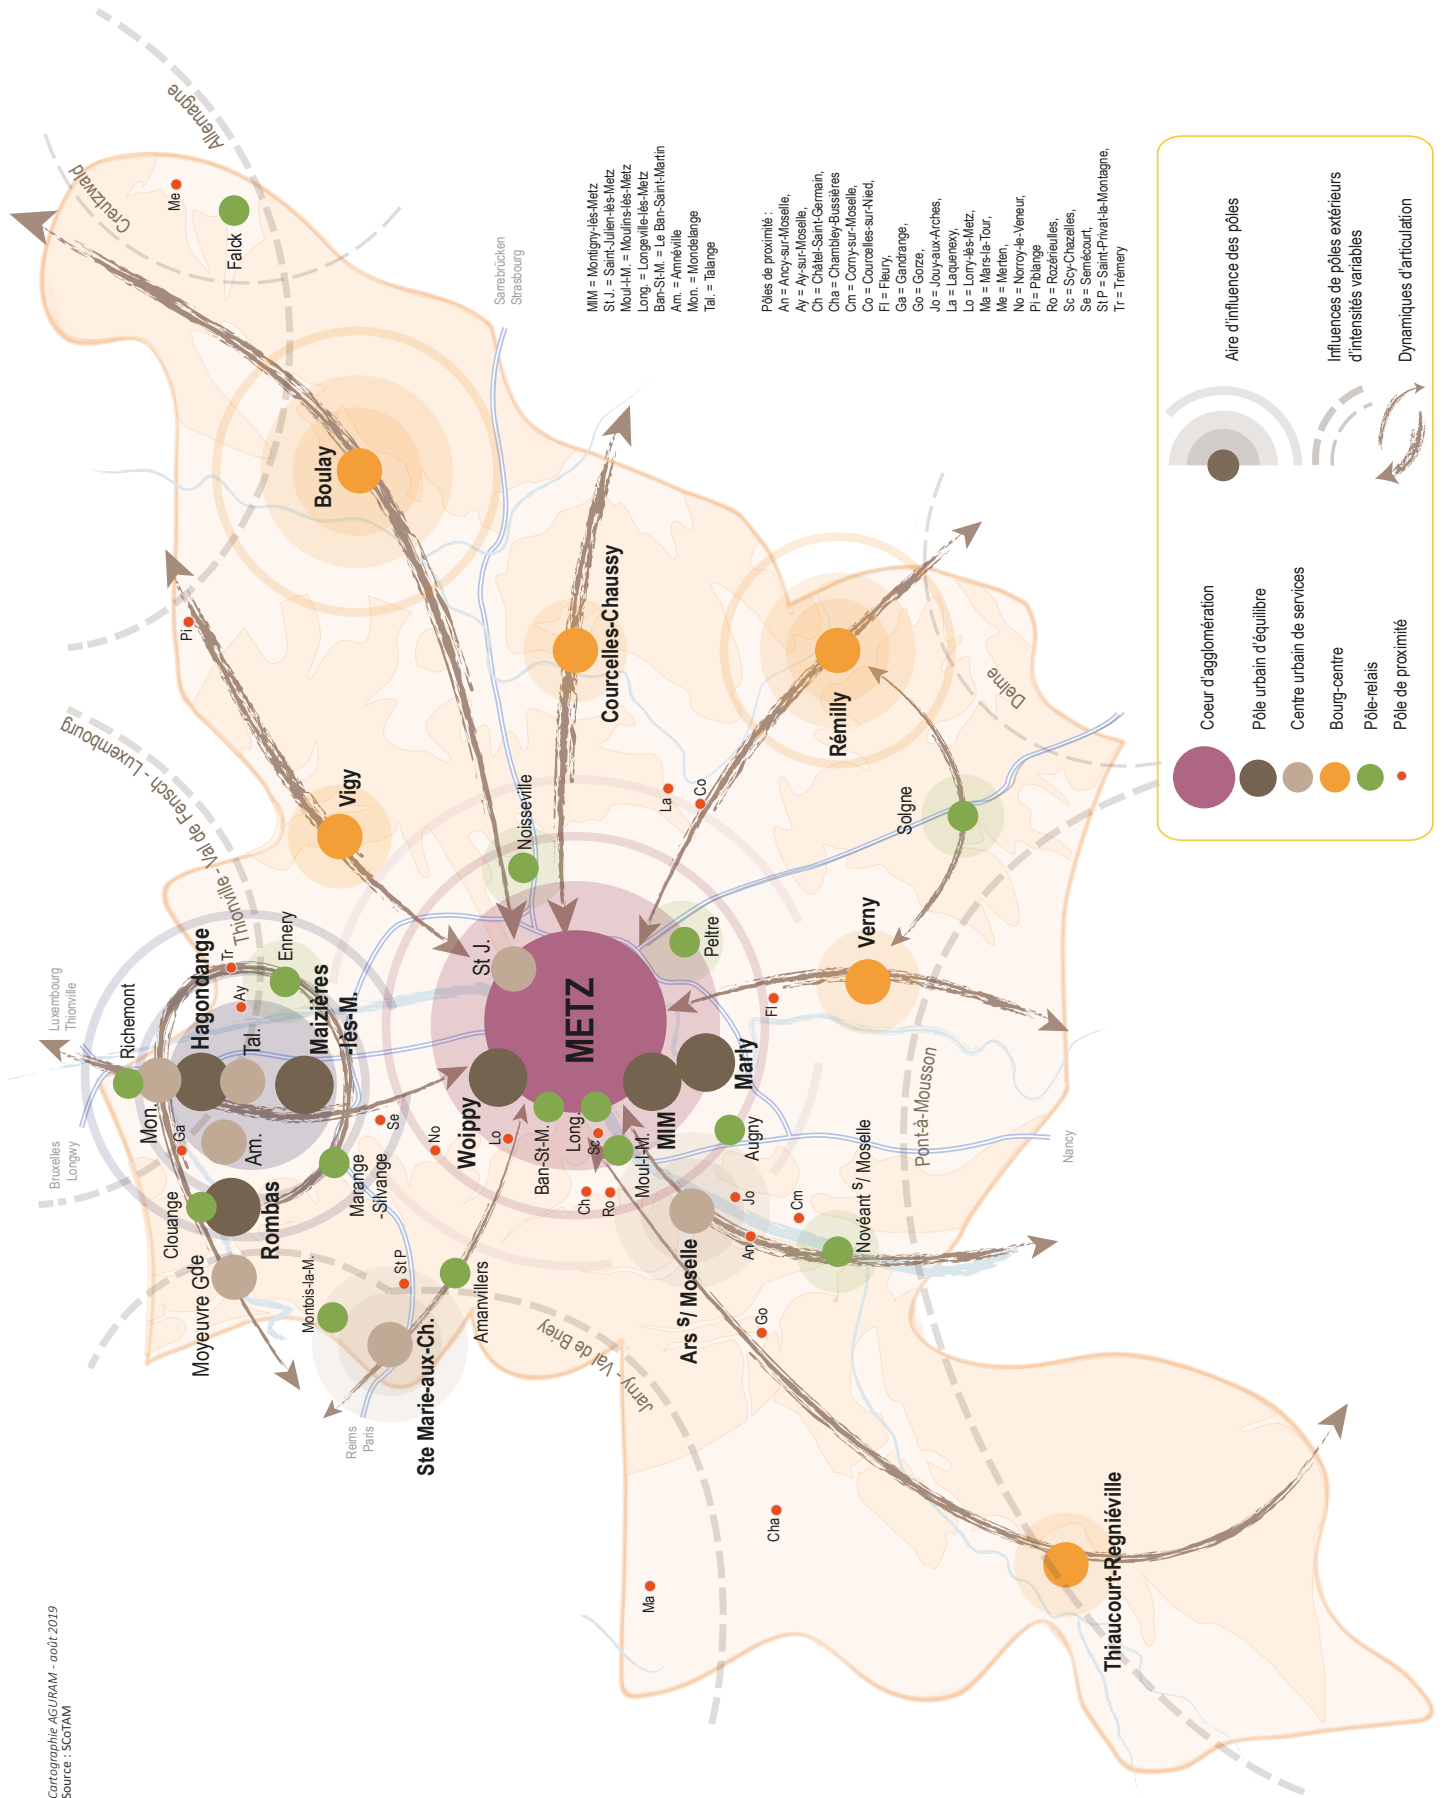 Cartographie AGURAM - août 2019
Source : SCoTAM
Bruxelles
Longwy
Luxembourg
Thionville
Reims
Paris
Sarrebrücken
Strasbourg
Nancy
Allemagne
Creutzwald
Thionville - Val de Fensch - Luxembourg
Jarny - Val de Briey
Pont-à-Mousson
Delme
Me
Falck
Boulay
Pi
Vigy
Courcelles-Chaussy
Noisseville
Rémilly
La
Co
Solgne
Verny
Peltre
Fl
St J.
METZ
Woippy
Ban-St-M.
Long.
Sc
Moul-l-M.
MIM
Marly
Augny
Lo
No
Se
Ch
Ro
Richemont
Mon.
Hagondange
Tal.
Maizières
-lès-M.
Tr
Ay
Ennery
Ga
Am.
Clouange
Rombas
Marange
-Silvange
Moyeuvre Gde
Montois-la-M.
St P
Ste Marie-aux-Ch.
Amanvillers
Ars s/ Moselle
Jo
An
Cm
Novéant s/ Moselle
Go
Cha
Ma
Thiaucourt-Regniéville
MIM = Montigny-lès-Metz
St J. = Saint-Julien-lès-Metz
Moul-l-M. = Moulins-lès-Metz
Long. = Longeville-lès-Metz
Ban-St-M. = Le Ban-Saint-Martin
Am. = Amnéville
Mon. = Mondelange
Tal. = Talange
Pôles de proximité :
An = Ancy-sur-Moselle,
Ay = Ay-sur-Moselle,
Ch = Châtel-Saint-Germain,
Cha = Chambley-Bussières
Cm = Corny-sur-Moselle,
Co = Courcelles-sur-Nied,
Fl = Fleury,
Ga = Gandrange,
Go = Gorze,
Jo = Jouy-aux-Arches,
La = Laquenexy,
Lo = Lorry-lès-Metz,
Ma = Mars-la-Tour,
Me = Merten,
No = Norroy-le-Veneur,
Pi = Piblange
Ro = Rozérieulles,
Sc = Scy-Chazelles,
Se = Semécourt,
St P = Saint-Privat-la-Montagne,
Tr = Trémery
Coeur d'agglomération
Pôle urbain d'équilibre
Centre urbain de services
Bourg-centre
Pôle-relais
Pôle de proximité
Aire d'influence des pôles
Influences de pôles extérieurs
d'intensités variables
Dynamiques d'articulation